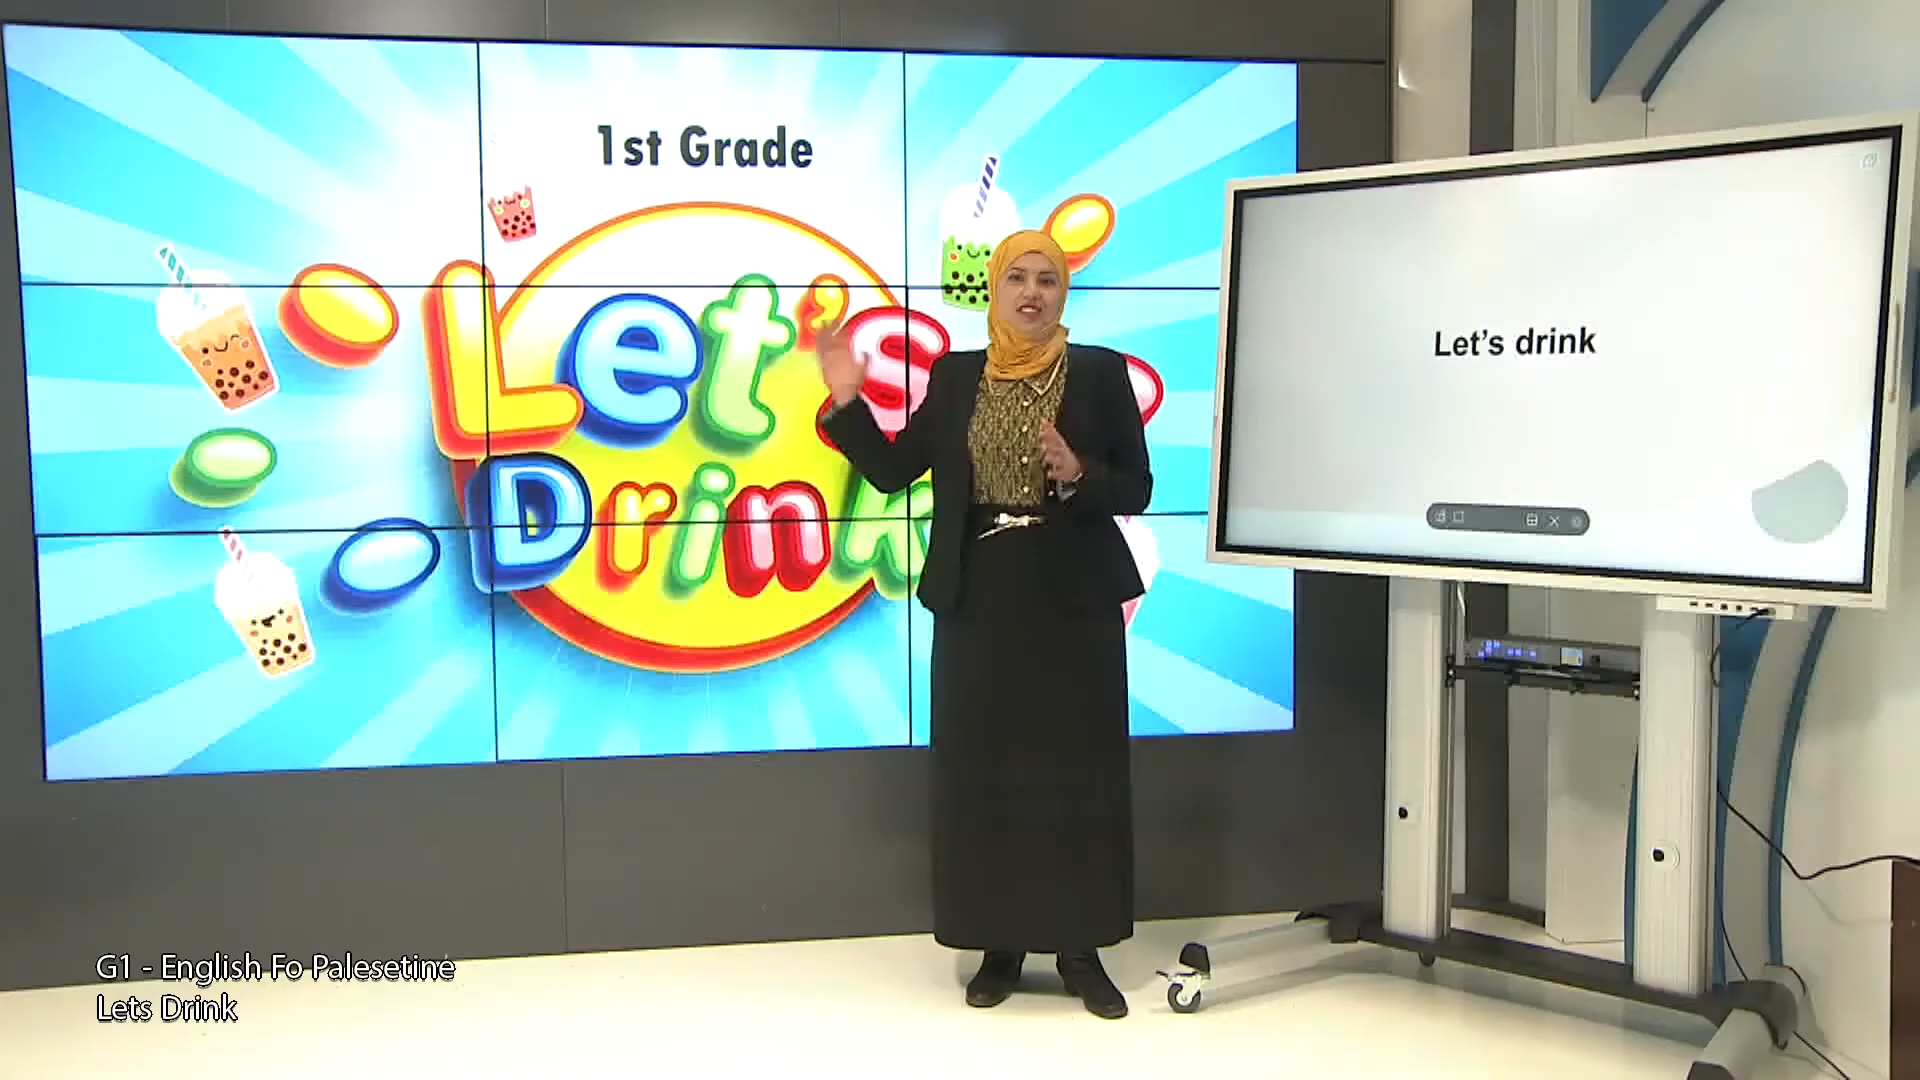 1st Grade
Let's
Drink
Let's drink
G1 - English Fo Palesetine
Lets Drink